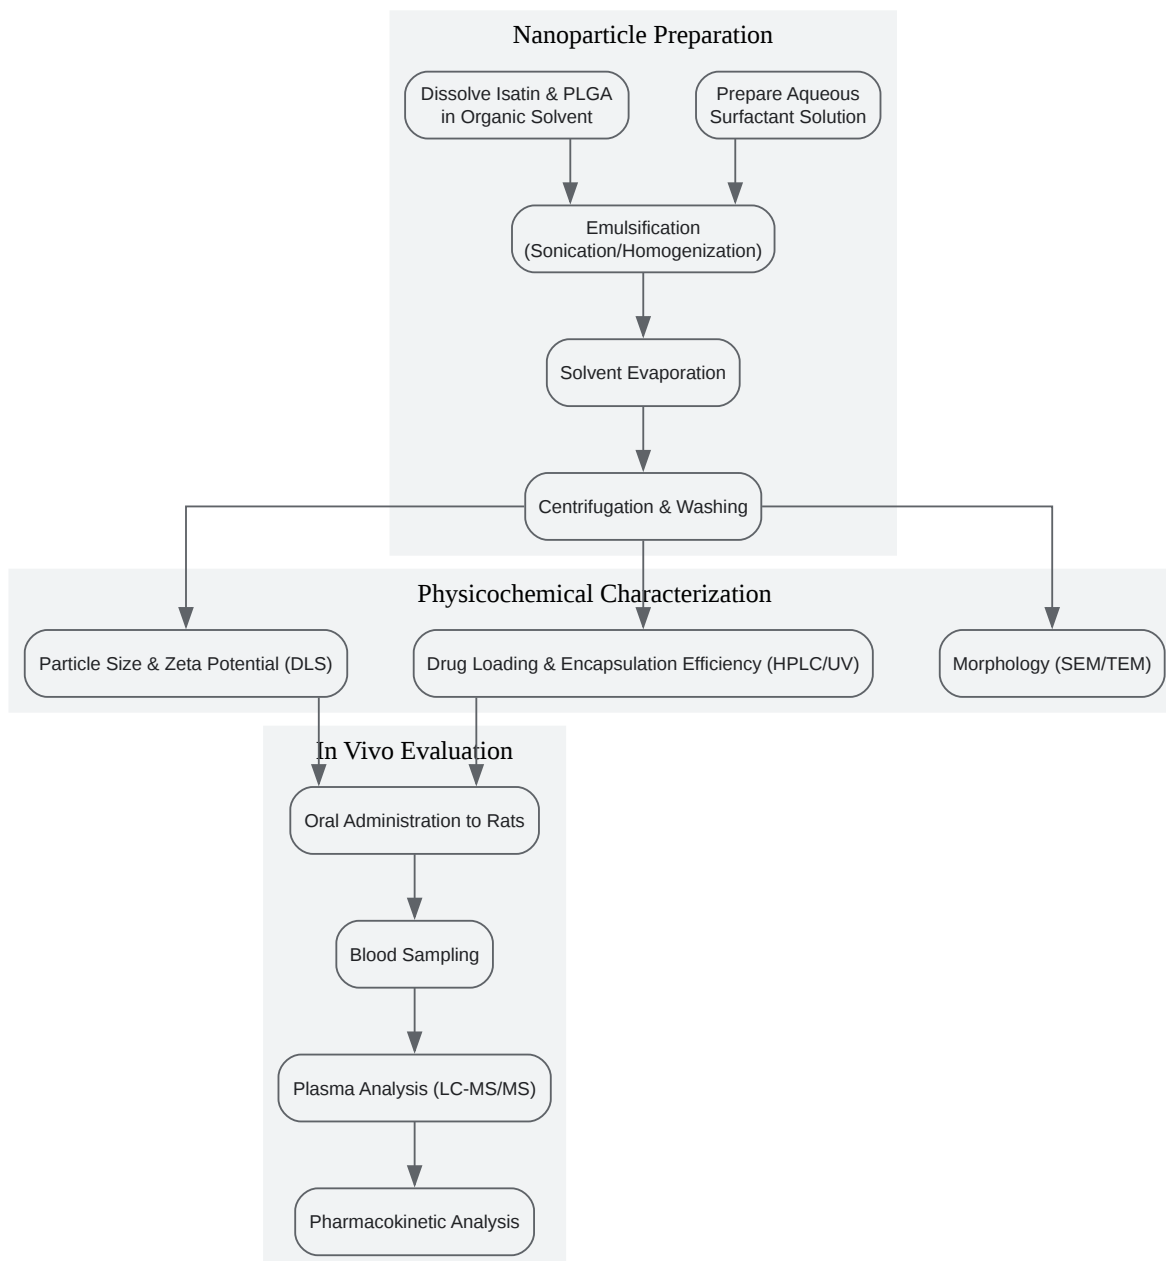 Nanoparticle Preparation
Dissolve Isatin & PLGA
in Organic Solvent
Prepare Aqueous
Surfactant Solution
Emulsification
(Sonication/Homogenization)
Solvent Evaporation
Centrifugation & Washing
Physicochemical Characterization
Particle Size & Zeta Potential (DLS)
Drug Loading & Encapsulation Efficiency (HPLC/UV)
Morphology (SEM/TEM)
In Vivo Evaluation
Oral Administration to Rats
Blood Sampling
Plasma Analysis (LC-MS/MS)
Pharmacokinetic Analysis